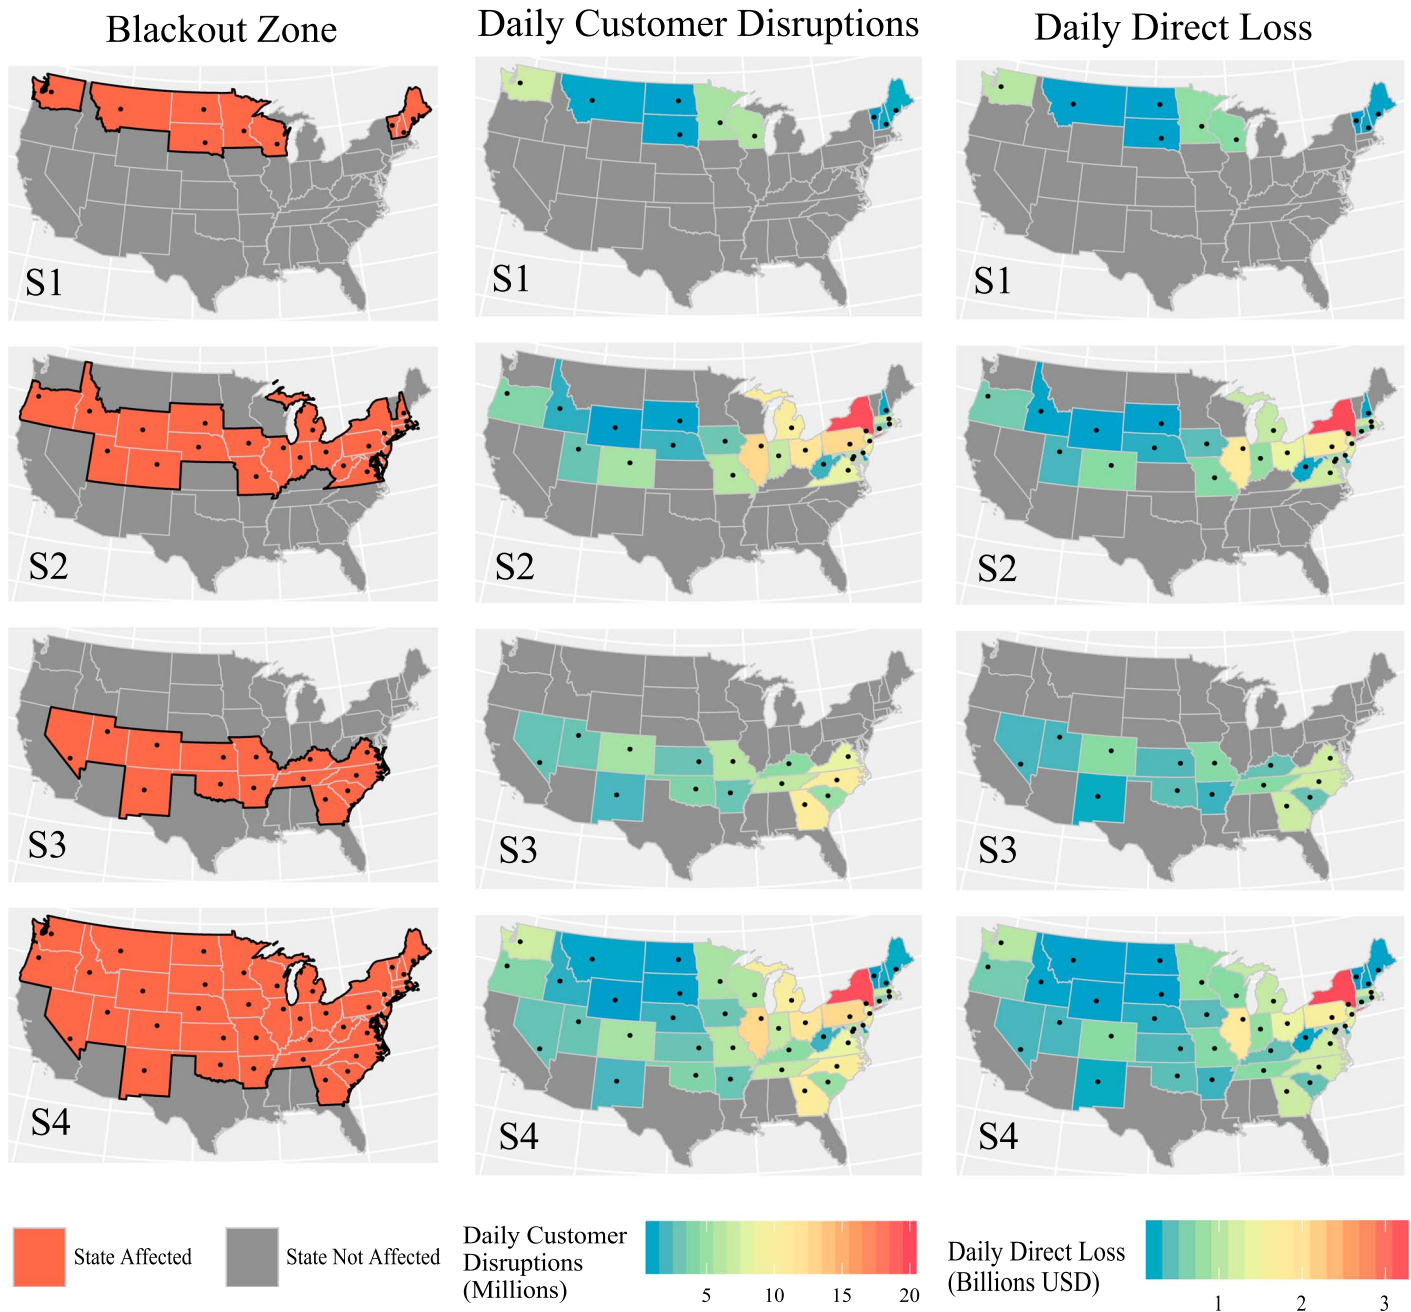 Blackout Zone
Daily Customer Disruptions
Daily Direct Loss
S1
S1
S1
S2
S2
S2
S3
S3
S3
S4
S4
S4
State Affected
State Not Affected
Daily Customer
Disruptions
(Millions)
5
10
15
20
Daily Direct Loss
(Billions USD)
1
2
3